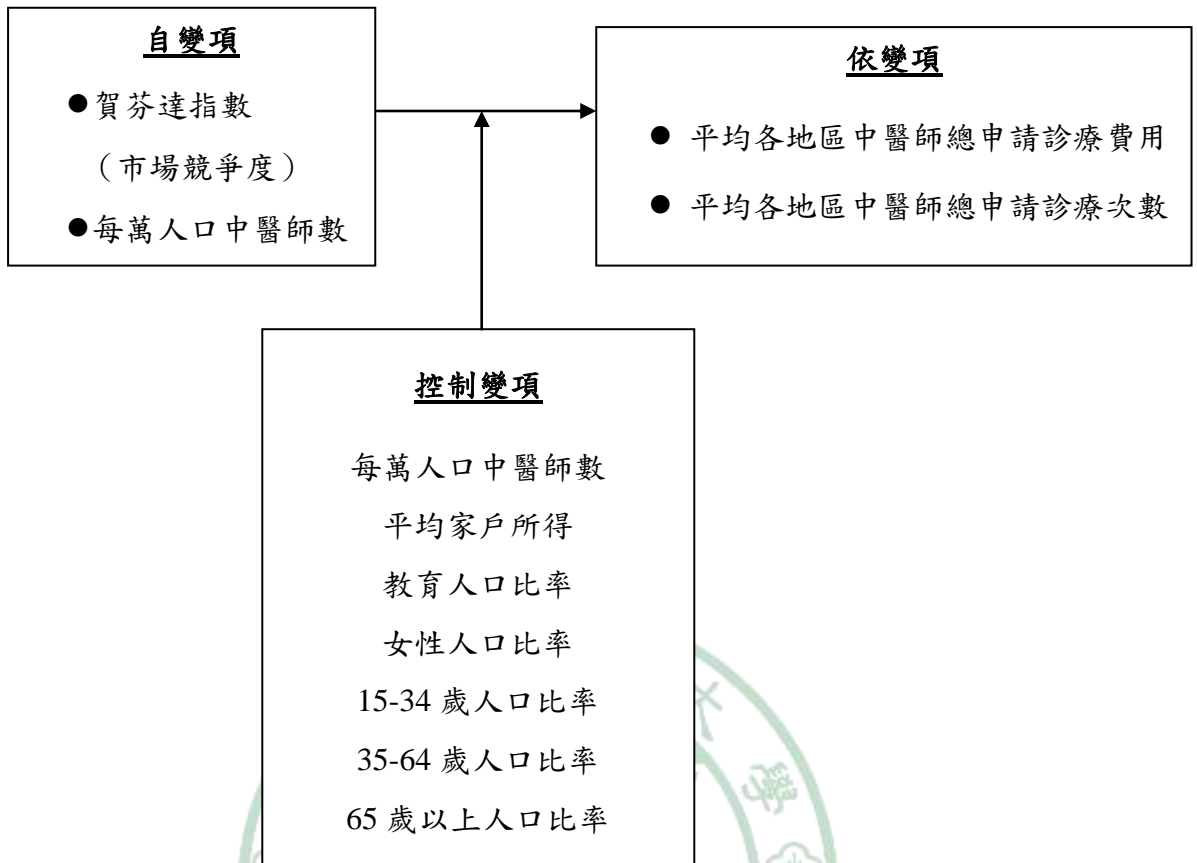 自變項
●賀芬達指數
（市場競爭度）
●每萬人口中醫師數
依變項
● 平均各地區中醫師總申請診療費用
● 平均各地區中醫師總申請診療次數
控制變項
每萬人口中醫師數
平均家戶所得
教育人口比率
女性人口比率
15-34 歲人口比率
35-64 歲人口比率
65 歲以上人口比率
大學